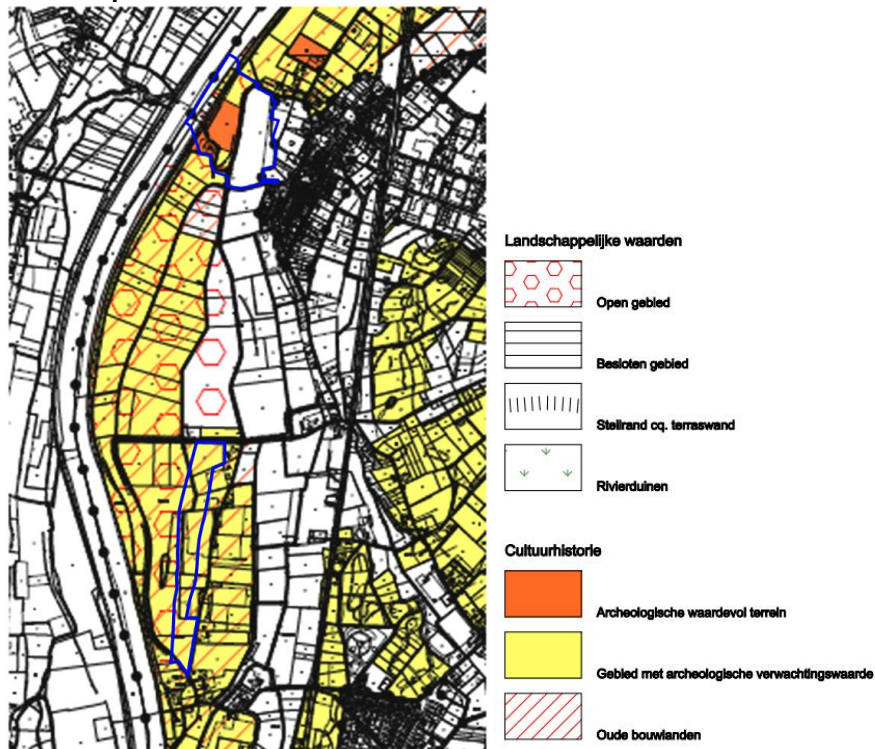 Landschappelijke waarden
Open gebied
Besloten gebied
Steilrand cq. terraswand
Rivierduinen
Cultuurhistorie
Archeologische waardevol terrein
Gebied met archeologische verwachtingswaarde
Oude bouwlanden